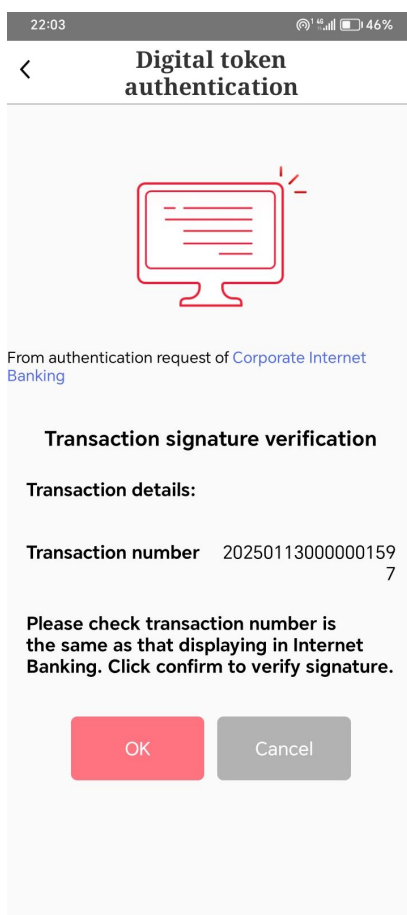 22:03
46%
Digital token
authentication
From authentication request of Corporate Internet
Banking
Transaction signature verification
Transaction details:
Transaction number 20250113000000159
7
Please check transaction number is
the same as that displaying in Internet
Banking. Click confirm to verify signature.
OK Cancel